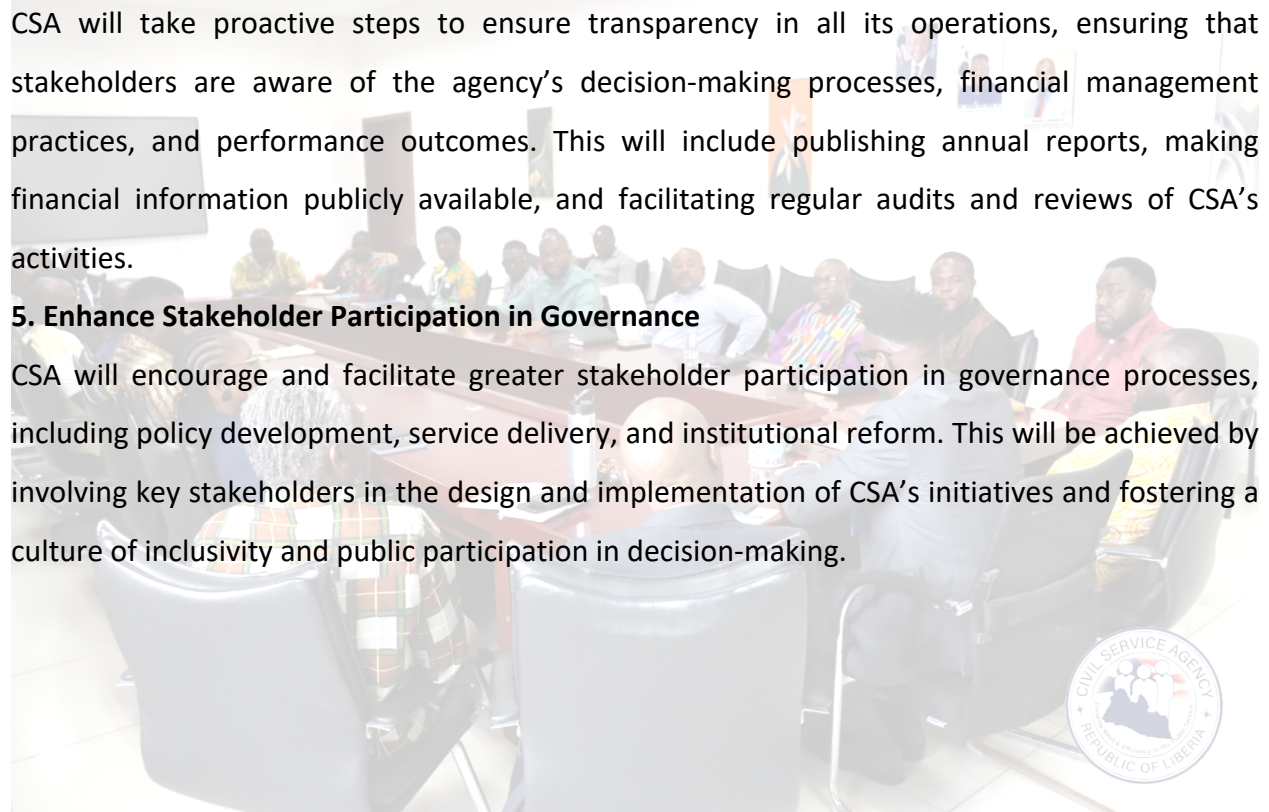 CSA will take proactive steps to ensure transparency in all its operations, ensuring that
stakeholders are aware of the agency’s decision-making processes, financial management
practices, and performance outcomes. This will include publishing annual reports, making
financial information publicly available, and facilitating regular audits and reviews of CSA’s
activities.
5. Enhance Stakeholder Participation in Governance
CSA will encourage and facilitate greater stakeholder participation in governance processes,
including policy development, service delivery, and institutional reform. This will be achieved by
involving key stakeholders in the design and implementation of CSA’s initiatives and fostering a
culture of inclusivity and public participation in decision-making.
CIVIL SERVICE AGENCY
REPUBLIC OF LIBERIA